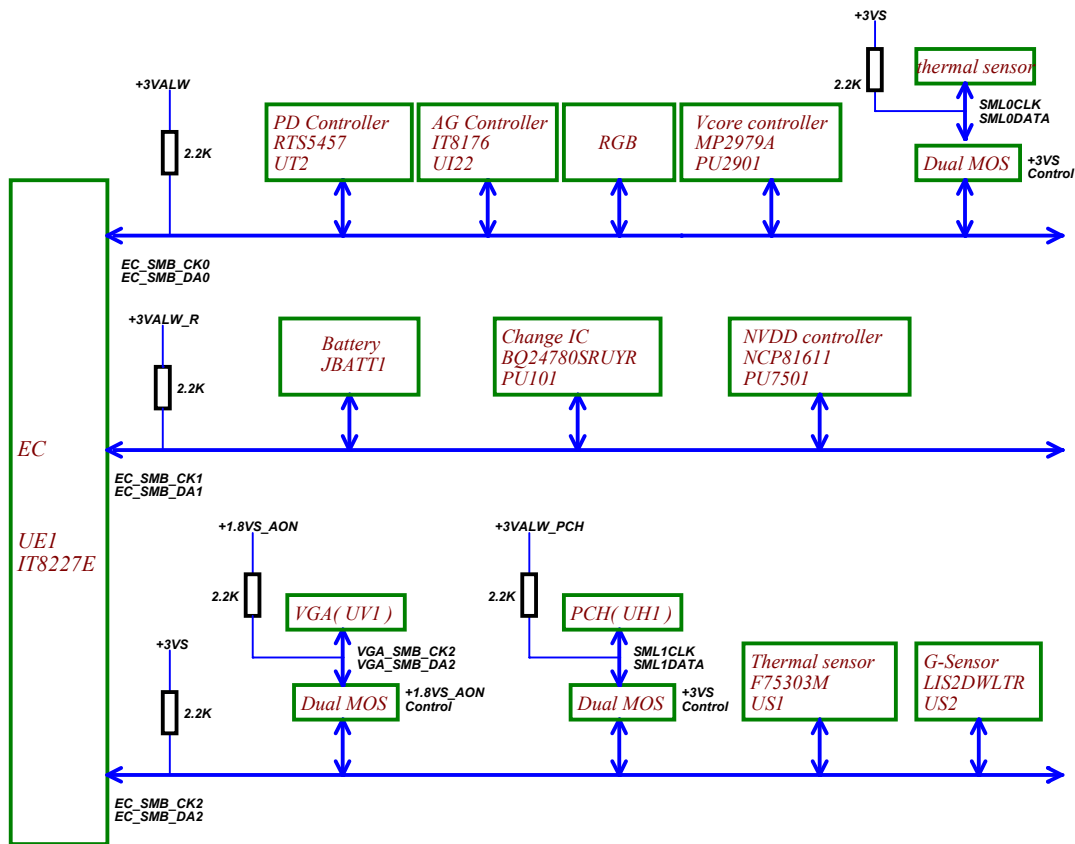 +3VS
thermal sensor
2.2K
SML0CLK
SML0DATA
+3VALW
2.2K
PD Controller
RTS5457
UT2
AG Controller
IT8176
UI22
RGB
Vcore controller
MP2979A
PU2901
Dual MOS
+3VS
Control
EC_SMB_CK0
EC_SMB_DA0
+3VALW_R
2.2K
Battery
JBATT1
Change IC
BQ24780SRUYR
PU101
NVDD controller
NCP81611
PU7501
EC
UE1
IT8227E
EC_SMB_CK1
EC_SMB_DA1
+1.8VS_AON
2.2K
VGA( UV1 )
VGA_SMB_CK2
VGA_SMB_DA2
Dual MOS
+1.8VS_AON
Control
+3VALW_PCH
2.2K
PCH( UH1 )
SML1CLK
SML1DATA
Dual MOS
+3VS
Control
Thermal sensor
F75303M
US1
G-Sensor
LIS2DWLTR
US2
+3VS
2.2K
EC_SMB_CK2
EC_SMB_DA2